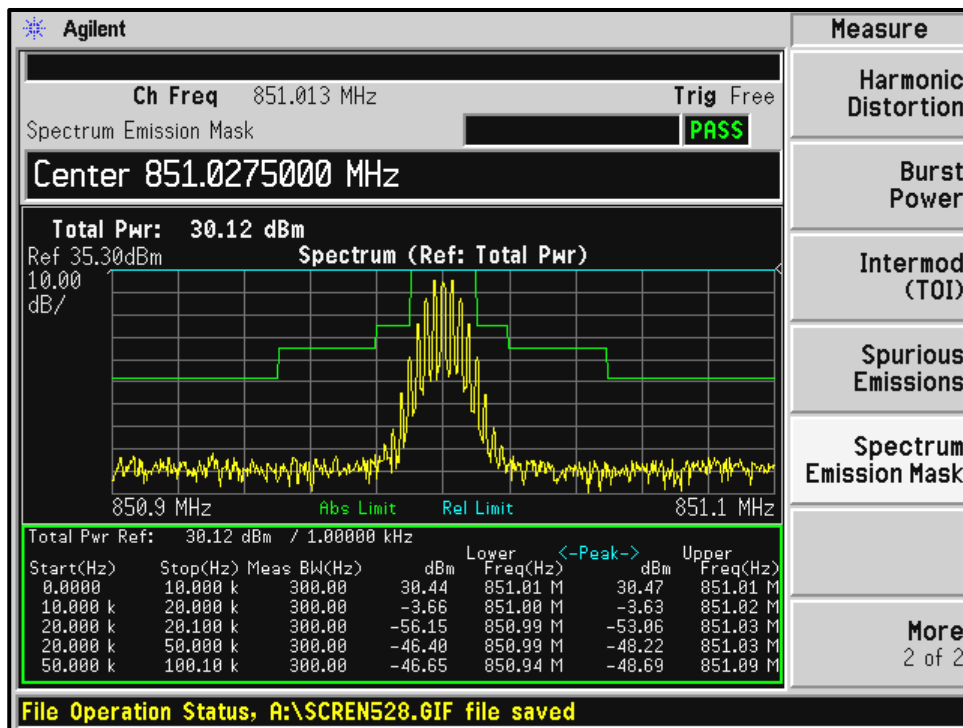 Agilent
Measure
Ch Freq 851.013 MHz Trig Free
Spectrum Emission Mask PASS
Center 851.0275000 MHz
Total Pwr: 30.12 dBm
Ref 35.30dBm Spectrum (Ref: Total Pwr)
10.00
dB/
850.9 MHz Abs Limit Rel Limit 851.1 MHz
Total Pwr Ref: 30.12 dBm / 1.00000 kHz
Lower <-Peak-> Upper
Start(Hz) Stop(Hz) Meas BW(Hz) dBm Freq(Hz) dBm Freq(Hz)
0.0000 10.000 k 300.00 30.44 851.01 M 30.47 851.01 M
10.000 k 20.000 k 300.00 -3.66 851.00 M -3.63 851.02 M
20.000 k 20.100 k 300.00 -56.15 850.99 M -53.06 851.03 M
20.000 k 50.000 k 300.00 -46.40 850.99 M -48.22 851.03 M
50.000 k 100.10 k 300.00 -46.65 850.94 M -48.69 851.09 M
File Operation Status, A:\SCREN528.GIF file saved
Harmonic
Distortion
Burst
Power
Intermod
(TOI)
Spurious
Emissions
Spectrum
Emission Mask
More
2 of 2